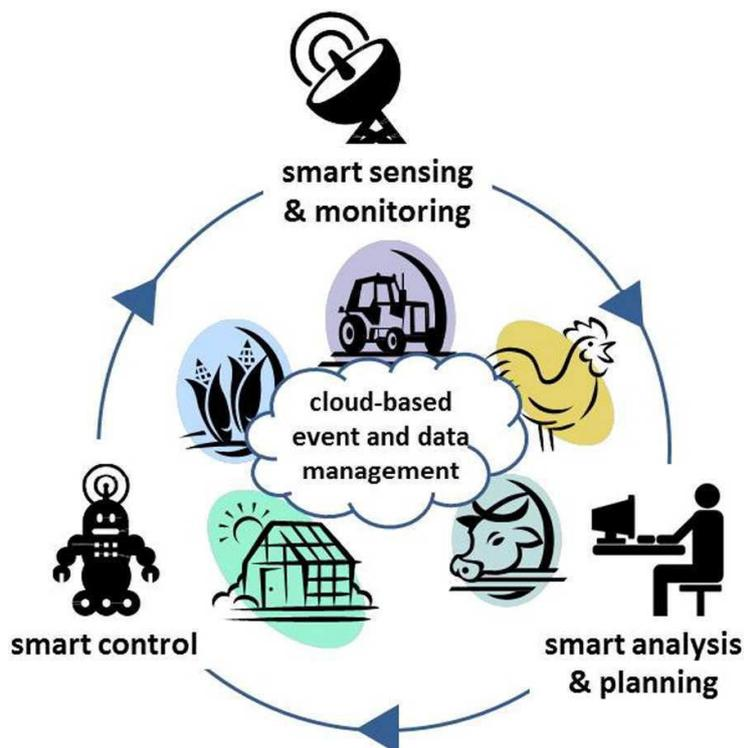 smart sensing
& monitoring
cloud-based
event and data
management
smart control
smart analysis
& planning